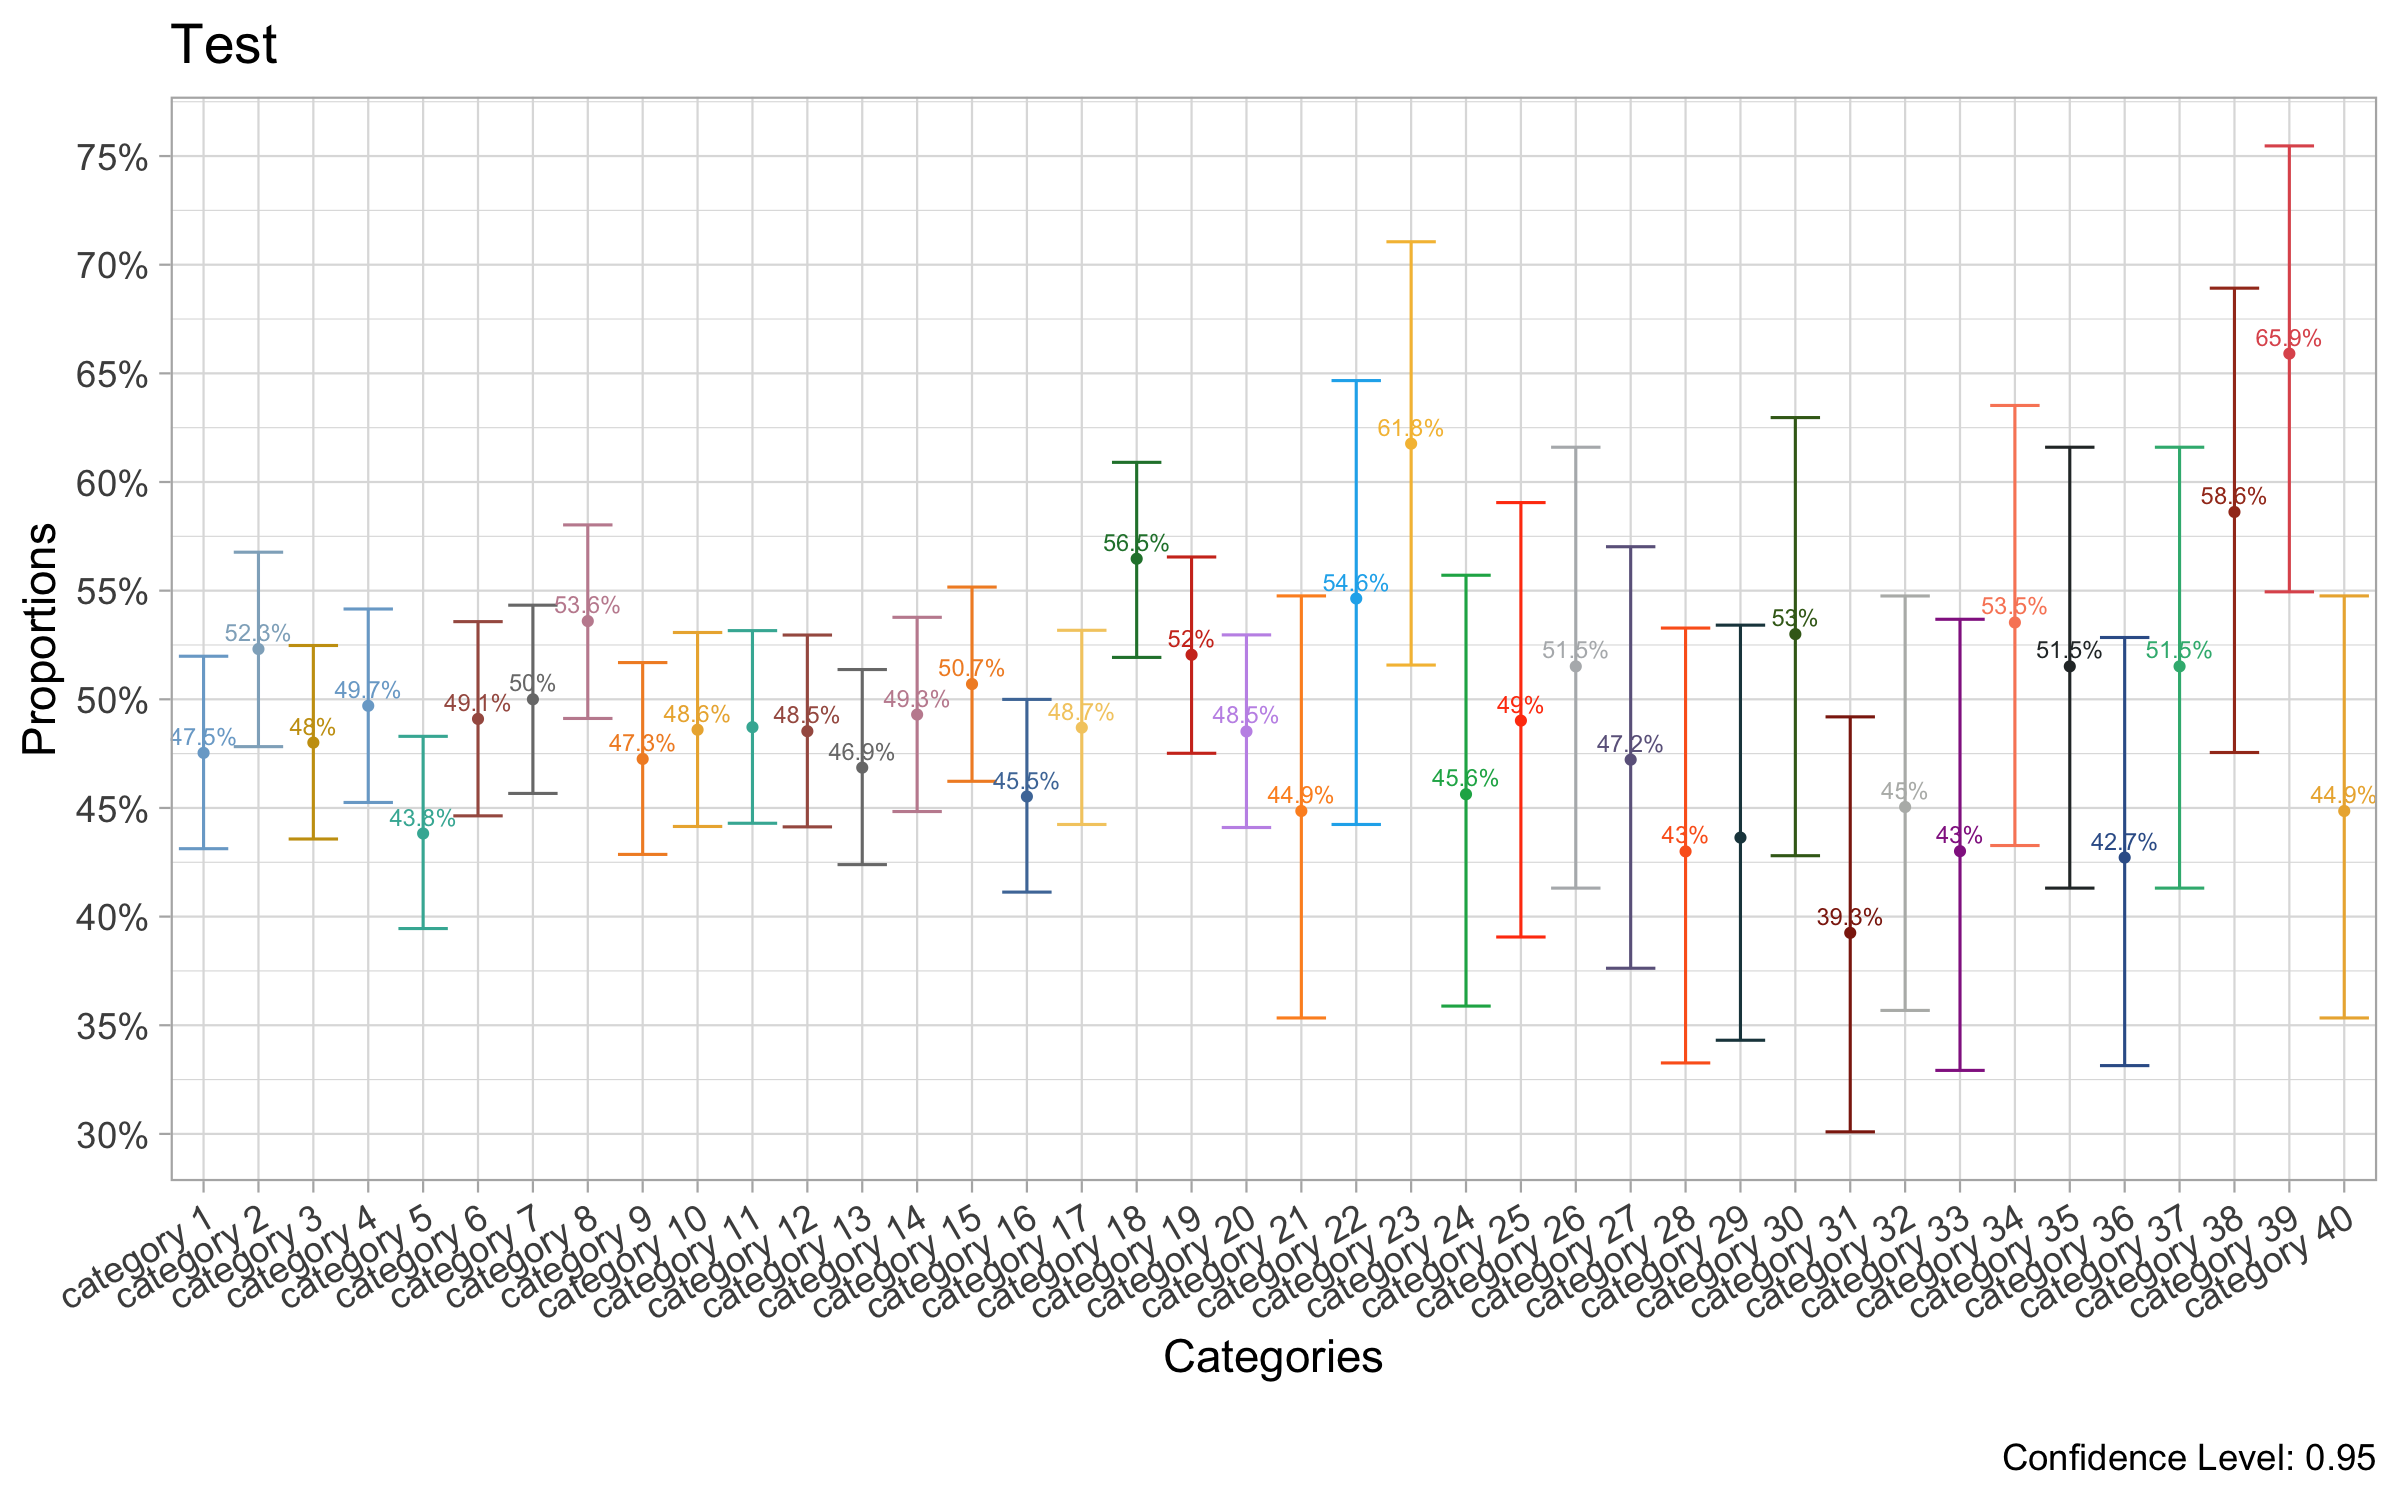 Test
Proportions
75%
70%
65%
60%
55%
50%
45%
40%
35%
30%
47.5%
52.3%
48%
49.7%
43.8%
49.1%
50%
53.6%
47.3%
48.6%
48.5%
46.9%
49.3%
50.7%
45.5%
48.7%
56.5%
52%
48.5%
44.9%
54.6%
61.8%
45.6%
49%
51.5%
47.2%
43%
53%
39.3%
45%
43%
53.5%
51.5%
42.7%
51.5%
58.6%
65.9%
44.9%
category 1
category 2
category 3
category 4
category 5
category 6
category 7
category 8
category 9
category 10
category 11
category 12
category 13
category 14
category 15
category 16
category 17
category 18
category 19
category 20
category 21
category 22
category 23
category 24
category 25
category 26
category 27
category 28
category 29
category 30
category 31
category 32
category 33
category 34
category 35
category 36
category 37
category 38
category 39
category 40
Categories
Confidence Level: 0.95